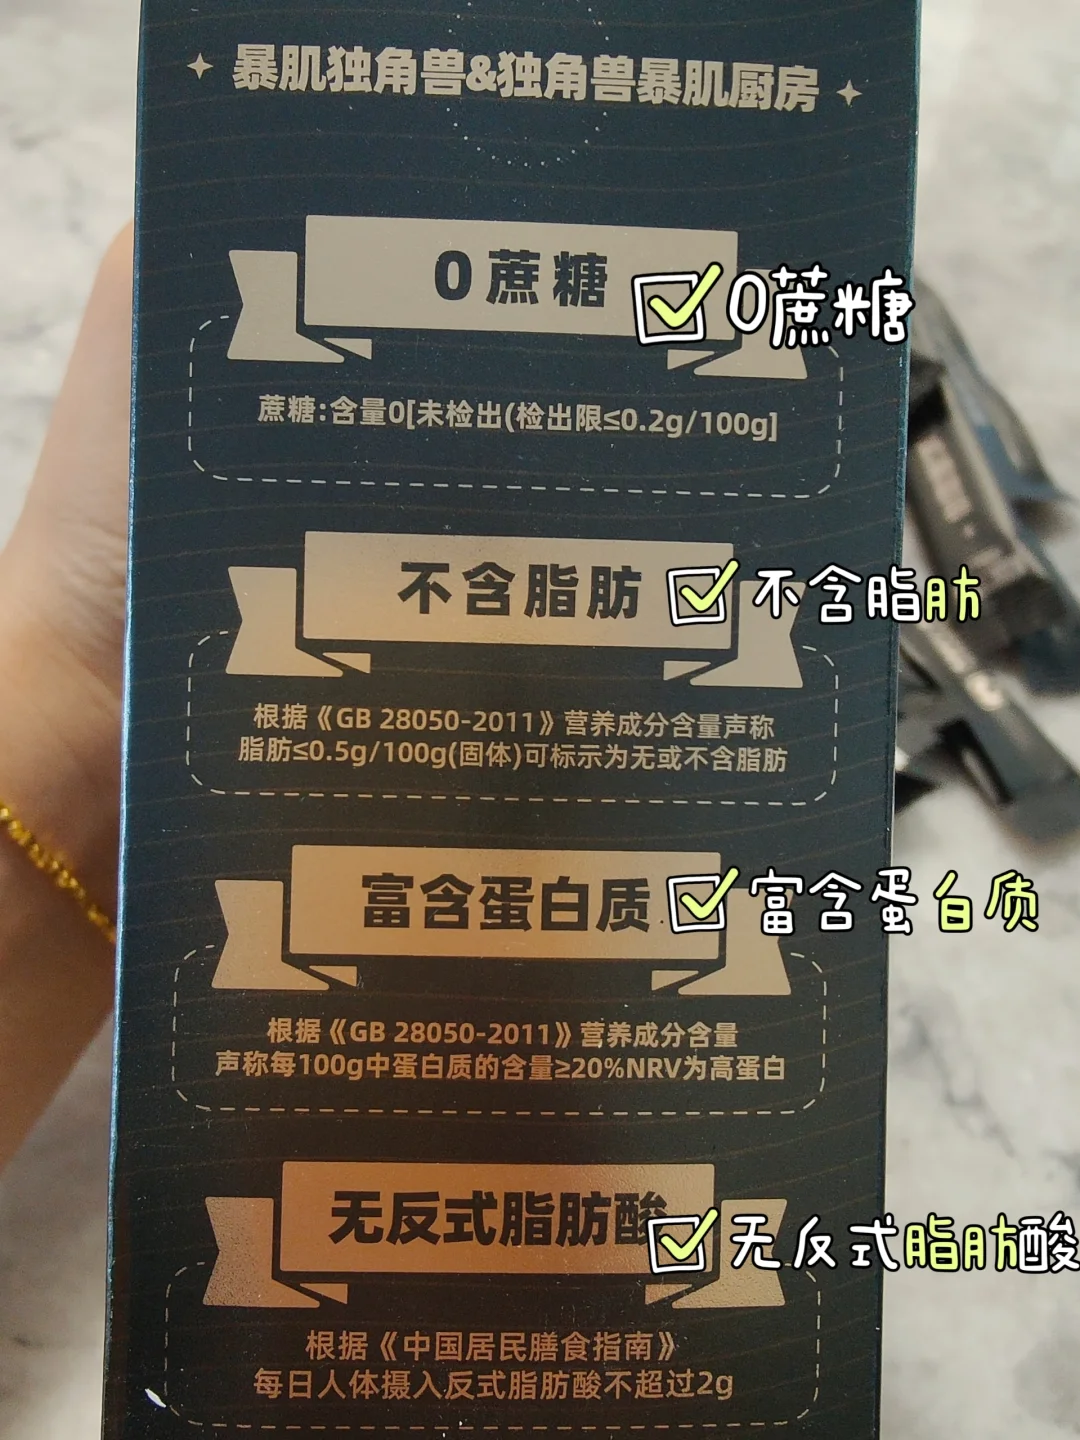 暴肌独角兽&独角兽暴肌厨房
0蔗糖
0蔗糖
蔗糖:含量0[未检出(检出限≤0.2g/100g]
不含脂肪
不含脂肪
根据《GB 28050-2011》营养成分含量声称
脂肪≤0.5g/100g(固体)可标示为无或不含脂肪
富含蛋白质
富含蛋白质
根据《GB 28050-2011》营养成分含量
声称每100g中蛋白质的含量≥20%NRV为高蛋白
无反式脂肪酸
无反式脂肪酸
根据《中国居民膳食指南》
每日人体摄入反式脂肪酸不超过2g